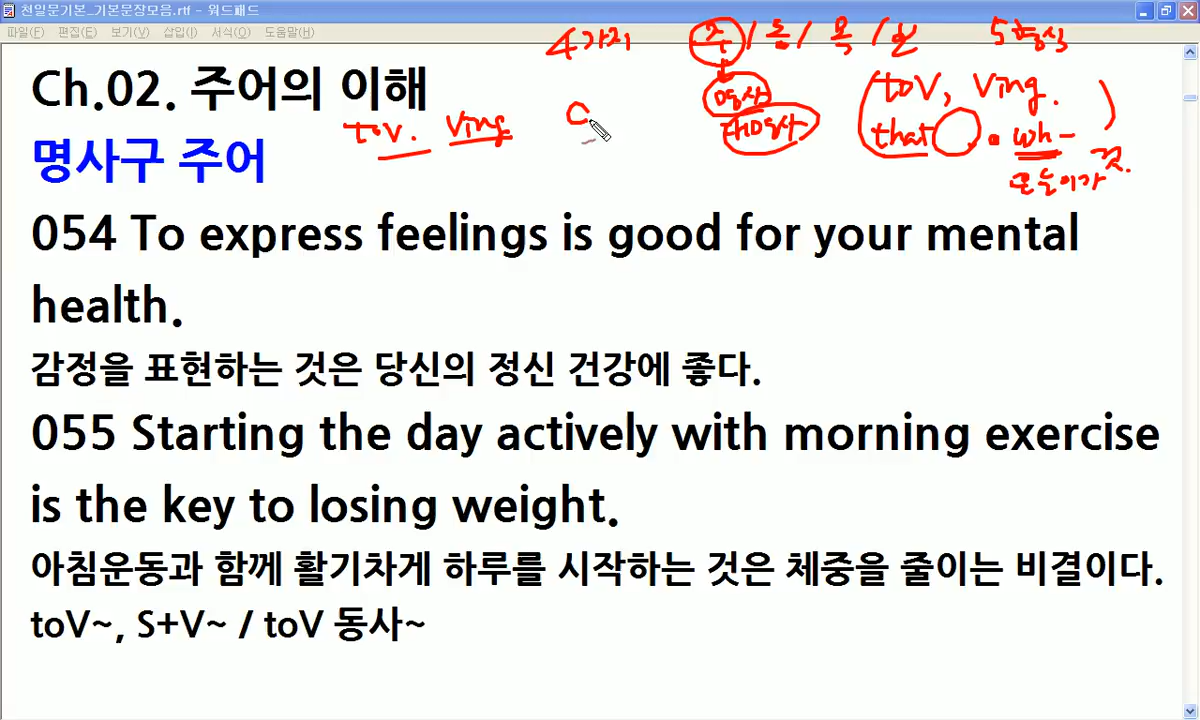 천일문기본_기본문장모음.rtf - 워드패드
파일(F) 편집(E) 보기(V) 삽입(I) 서식(O) 도움말(H)
4가지 주 / 동 / 목 / 보 5형식
Ch.02. 주어의 이해
명사 toV, Ving.
toV. Ving 대명사 that wh-
명사구 주어
모든이가 것.
054 To express feelings is good for your mental
health.
감정을 표현하는 것은 당신의 정신 건강에 좋다.
055 Starting the day actively with morning exercise
is the key to losing weight.
아침운동과 함께 활기차게 하루를 시작하는 것은 체중을 줄이는 비결이다.
toV~, S+V~ / toV 동사~